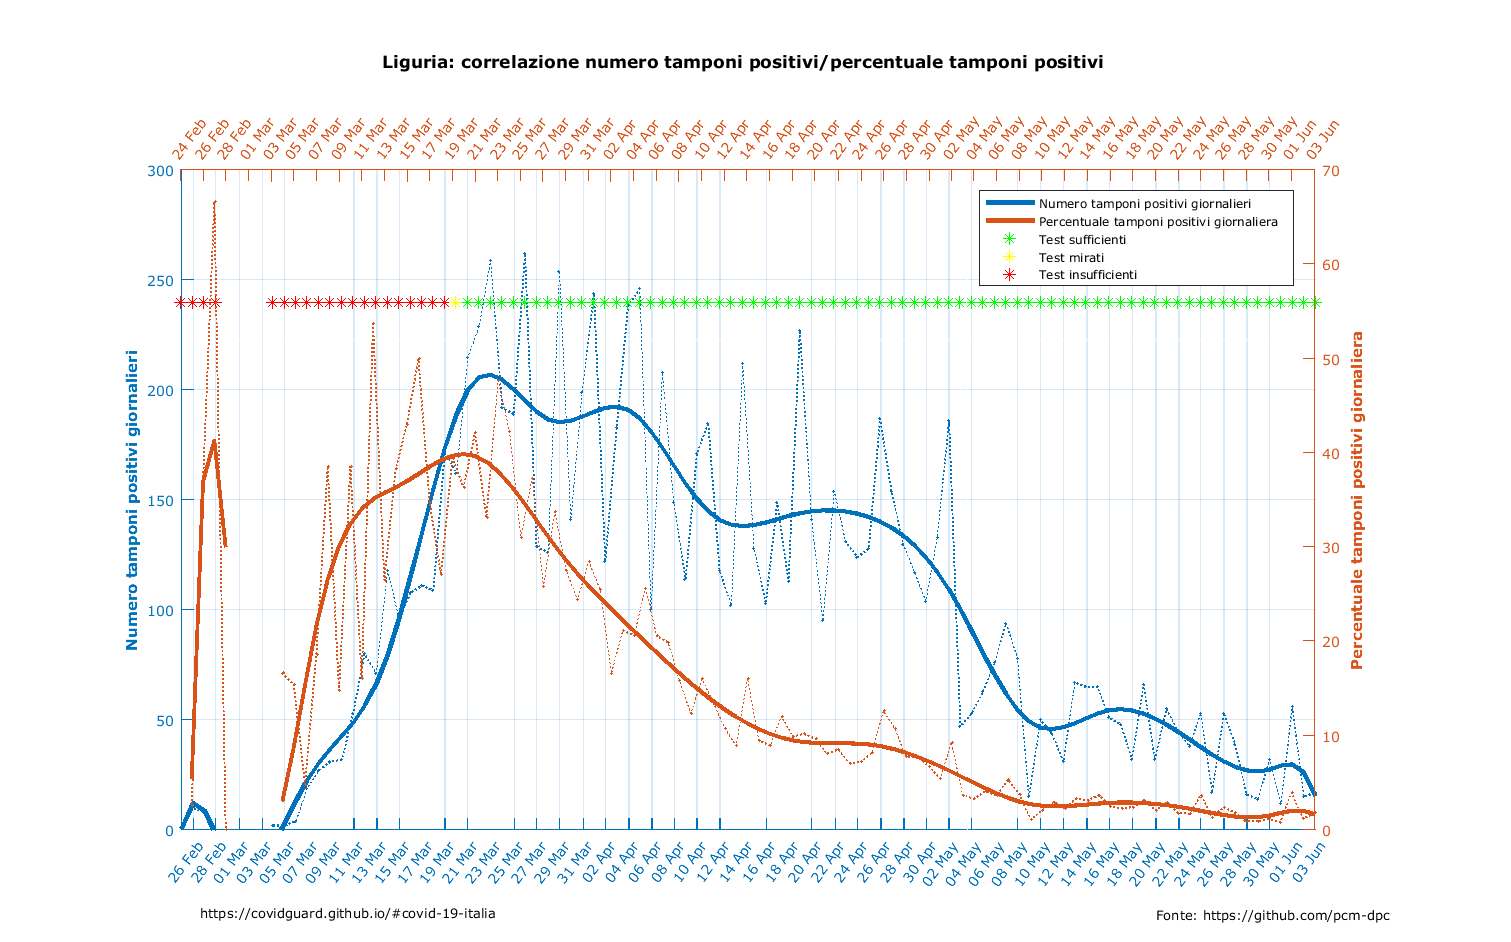 Liguria: correlazione numero tamponi positivi/percentuale tamponi positivi
24 Feb
26 Feb
28 Feb
01 Mar
03 Mar
05 Mar
07 Mar
09 Mar
11 Mar
13 Mar
15 Mar
17 Mar
19 Mar
21 Mar
23 Mar
25 Mar
27 Mar
29 Mar
31 Mar
02 Apr
04 Apr
06 Apr
08 Apr
10 Apr
12 Apr
14 Apr
16 Apr
18 Apr
20 Apr
22 Apr
24 Apr
26 Apr
28 Apr
30 Apr
02 May
04 May
06 May
08 May
10 May
12 May
14 May
16 May
18 May
20 May
22 May
24 May
26 May
28 May
30 May
01 Jun
03 Jun
300
250
200
150
100
50
0
Numero tamponi positivi giornalieri
Numero tamponi positivi giornalieri
Percentuale tamponi positivi giornaliera
Test sufficienti
Test mirati
Test insufficienti
70
60
50
40
30
20
10
0
Percentuale tamponi positivi giornaliera
26 Feb
28 Feb
01 Mar
03 Mar
05 Mar
07 Mar
09 Mar
11 Mar
13 Mar
15 Mar
17 Mar
19 Mar
21 Mar
23 Mar
25 Mar
27 Mar
29 Mar
31 Mar
02 Apr
04 Apr
06 Apr
08 Apr
10 Apr
12 Apr
14 Apr
16 Apr
18 Apr
20 Apr
22 Apr
24 Apr
26 Apr
28 Apr
30 Apr
02 May
04 May
06 May
08 May
10 May
12 May
14 May
16 May
18 May
20 May
22 May
24 May
26 May
28 May
30 May
01 Jun
03 Jun
https://covidguard.github.io/#covid-19-italia
Fonte: https://github.com/pcm-dpc